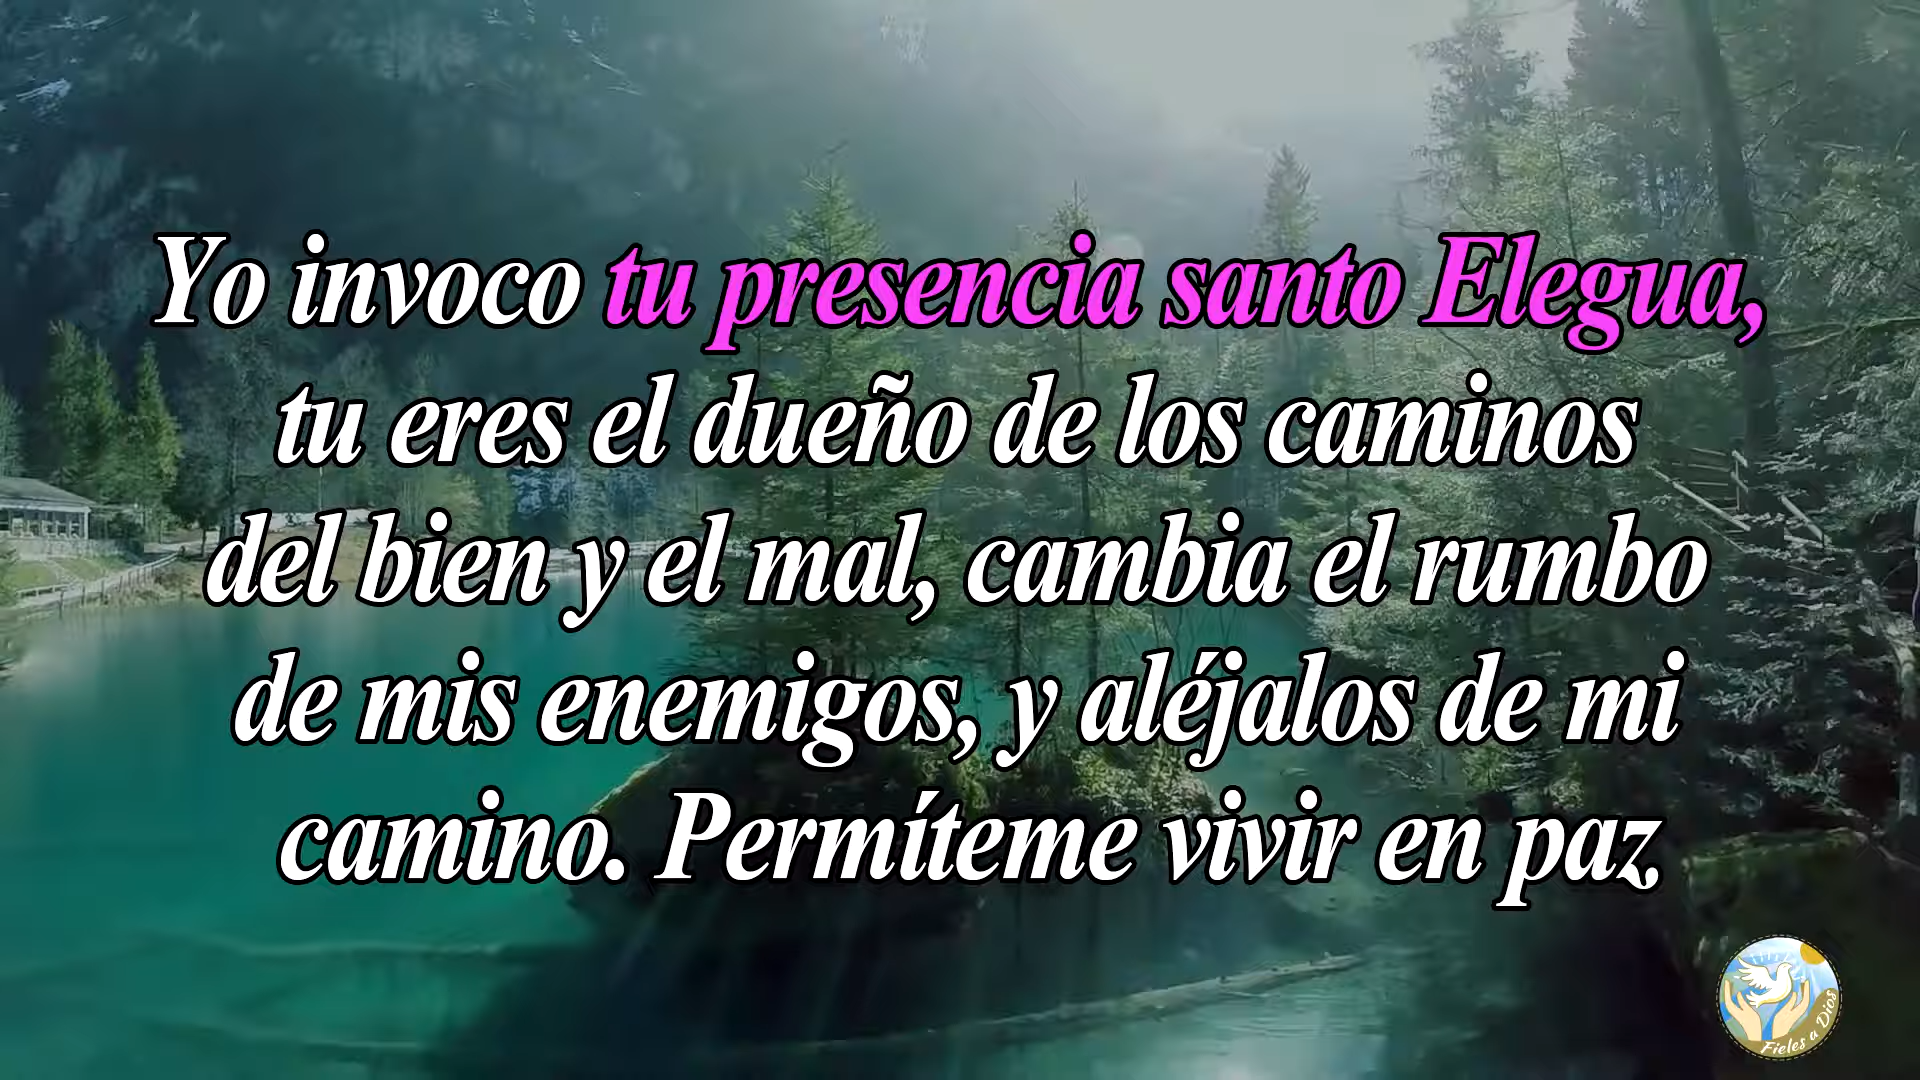 Yo invoco tu presencia santo Elegua,
tu eres el dueño de los caminos
del bien y el mal, cambia el rumbo
de mis enemigos, y aléjalos de mi
camino. Permíteme vivir en paz
Fieles a Dios